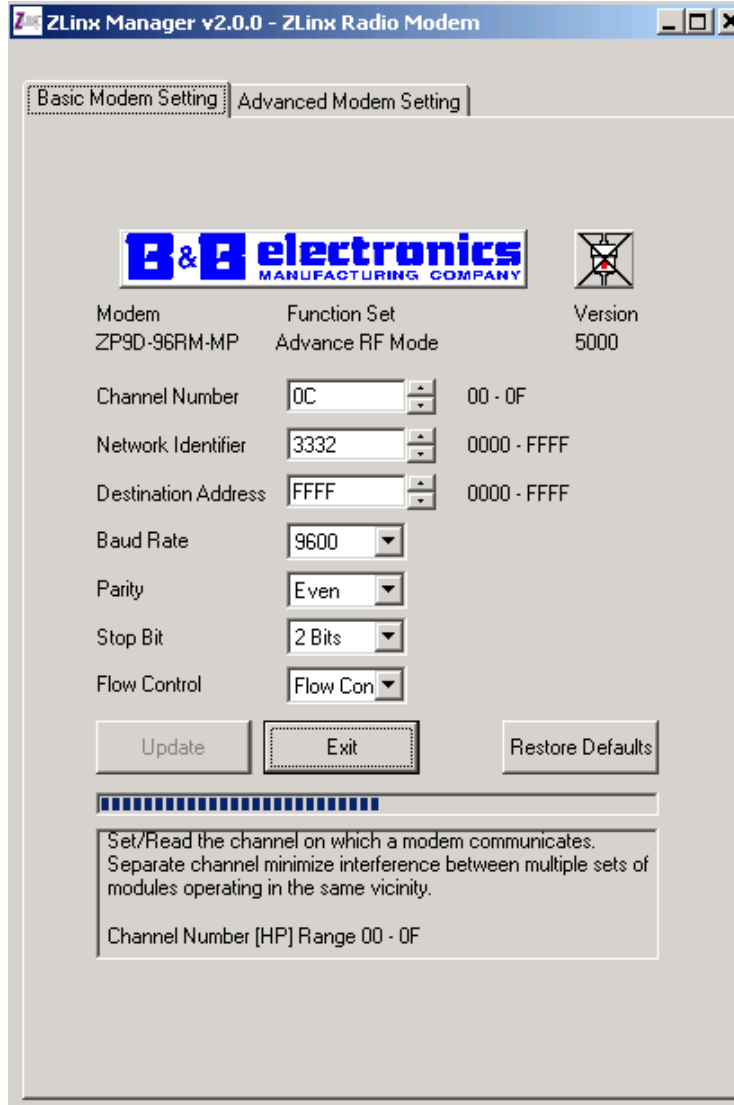 ZLinx Manager v2.0.0 - ZLinx Radio Modem
Basic Modem Setting Advanced Modem Setting
B&B electronics
MANUFACTURING COMPANY
Modem Function Set Version
ZP9D-96RM-MP Advance RF Mode 5000
Channel Number 0C 00 - 0F
Network Identifier 3332 0000 - FFFF
Destination Address FFFF 0000 - FFFF
Baud Rate 9600
Parity Even
Stop Bit 2 Bits
Flow Control Flow Con
Update Exit Restore Defaults
Set/Read the channel on which a modem communicates.
Separate channel minimize interference between multiple sets of
modules operating in the same vicinity.
Channel Number [HP] Range 00 - 0F